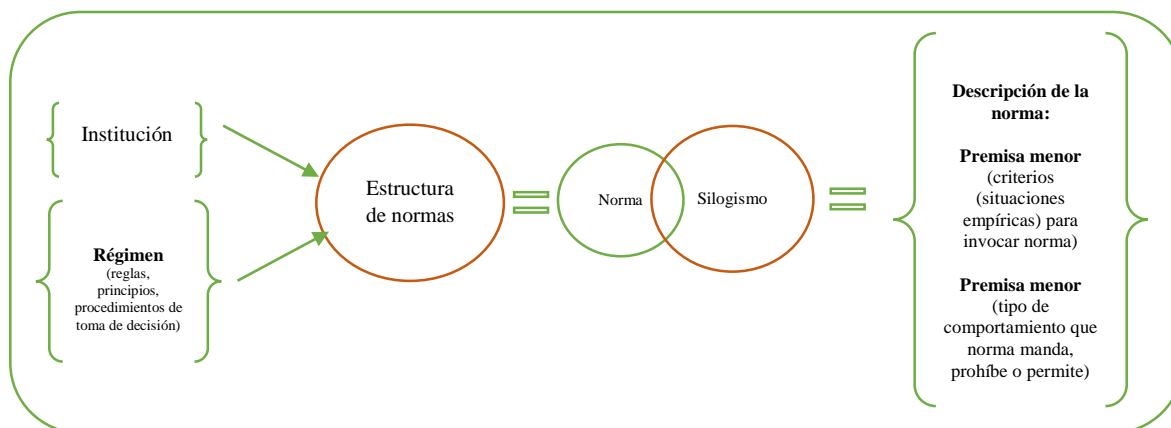 Institución
Régimen
(reglas,
principios,
procedimientos de
toma de decisión)
Estructura
de normas
Norma
Silogismo
Descripción de la
norma:
Premisa menor
(criterios
(situaciones
empíricas) para
invocar norma)
Premisa menor
(tipo de
comportamiento que
norma manda,
prohíbe o permite)